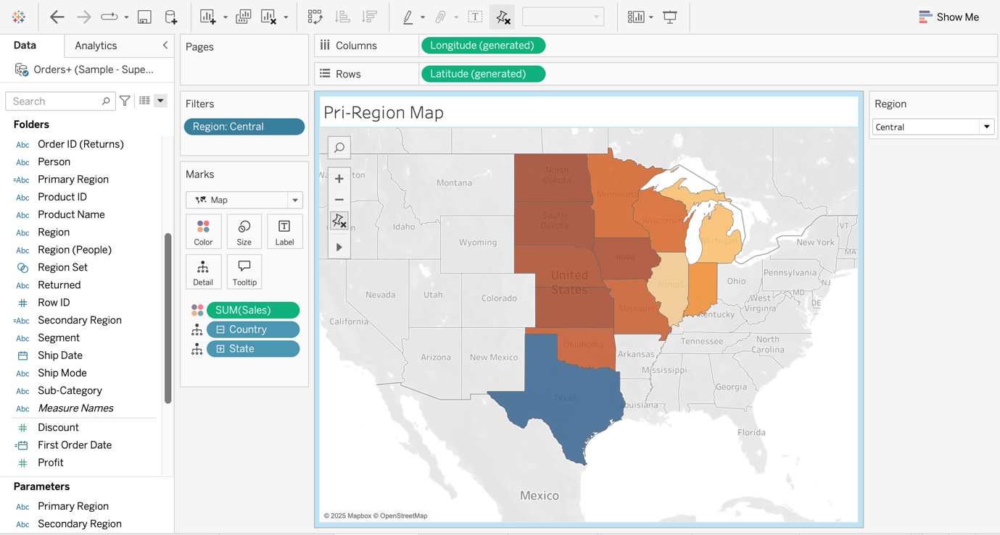 Show Me
Data
Analytics
Orders+ (Sample - Supe...
Search
Folders
Abc Order ID (Returns)
Abc Person
=Abc Primary Region
Abc Product ID
Abc Product Name
Abc Region
Abc Region (People)
Region Set
Abc Returned
# Row ID
=Abc Secondary Region
Abc Segment
Ship Date
Abc Ship Mode
Abc Sub-Category
Abc Measure Names
# Discount
= First Order Date
# Profit
Parameters
Abc Primary Region
Abc Secondary Region
Pages
Filters
Region: Central
Marks
Map
Color
Size
Label
Detail
Tooltip
SUM(Sales)
Country
State
Columns
Longitude (generated)
Rows
Latitude (generated)
Pri-Region Map
North
Dakota
Montana
Minnesota
South
Dakota
Wisconsin
Idaho
Wyoming
Michigan
VT
New York
MA
Iowa
Pennsylvania
United
States
Ohio
NJ
Illinois
Nevada
Utah
Colorado
MD
DE
West
Virginia
Missouri
Kentucky
California
Oklahoma
Tennessee
North
Carolina
Arizona
New Mexico
Arkansas
Mississippi
Georgia
Texas
Louisiana
Florida
Mexico
© 2025 Mapbox © OpenStreetMap
Region
Central